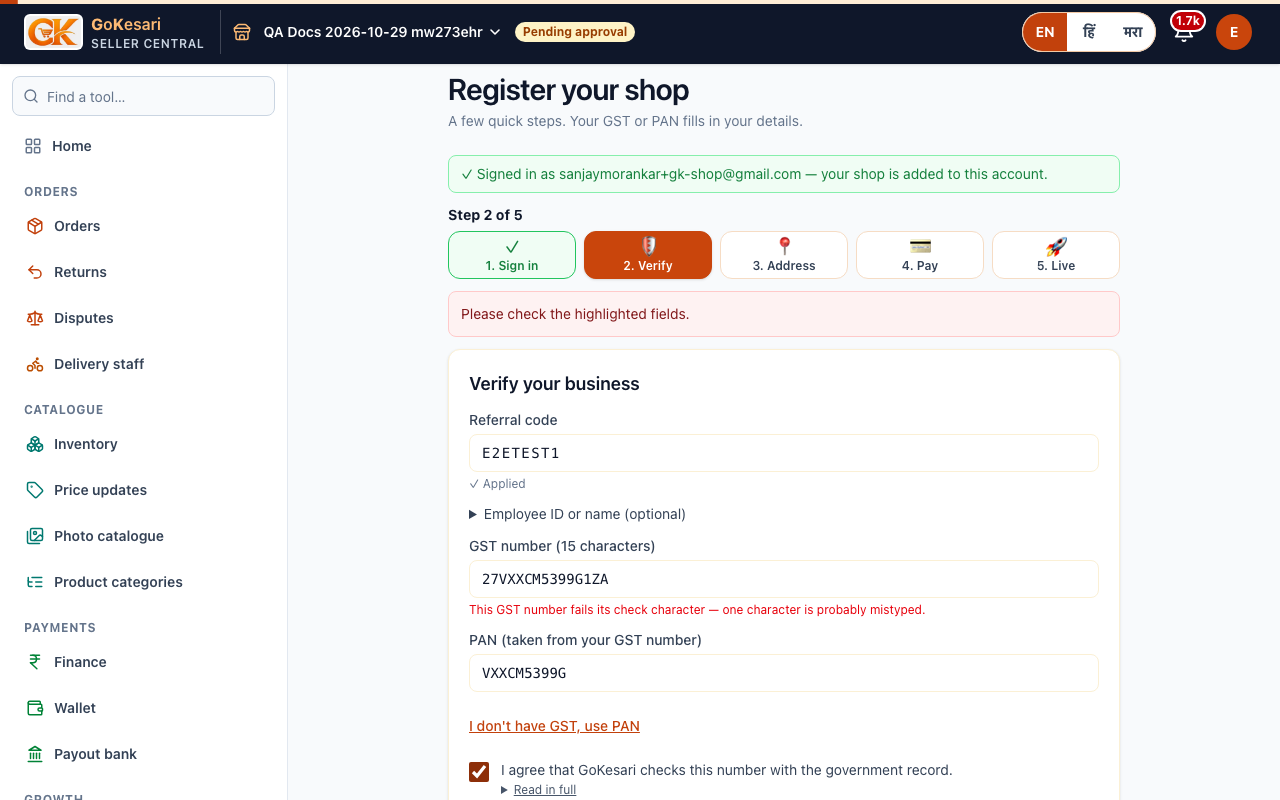 GoKesari
SELLER CENTRAL
QA Docs 2026-10-29 mw273ehr
Pending approval
EN
हिं
मरा
1.7k
E
Find a tool...
Home
ORDERS
Orders
Returns
Disputes
Delivery staff
CATALOGUE
Inventory
Price updates
Photo catalogue
Product categories
PAYMENTS
Finance
Wallet
Payout bank
GROWTH
Register your shop
A few quick steps. Your GST or PAN fills in your details.
✓ Signed in as sanjaymorankar+gk-shop@gmail.com — your shop is added to this account.
Step 2 of 5
1. Sign in
2. Verify
3. Address
4. Pay
5. Live
Please check the highlighted fields.
Verify your business
Referral code
E2ETEST1
✓ Applied
Employee ID or name (optional)
GST number (15 characters)
27VXXCM5399G1ZA
This GST number fails its check character — one character is probably mistyped.
PAN (taken from your GST number)
VXXCM5399G
I don't have GST, use PAN
I agree that GoKesari checks this number with the government record.
Read in full